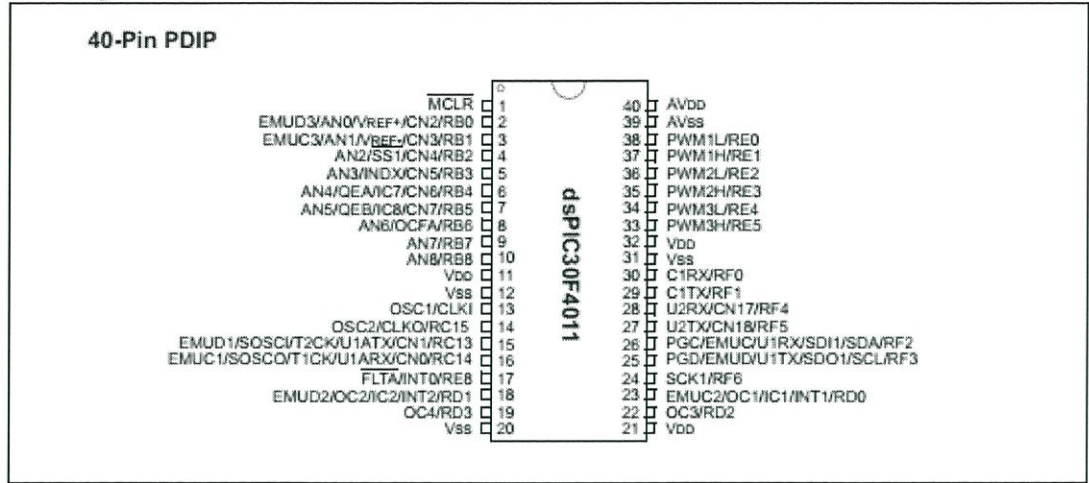 40-Pin PDIP
MCLR 1
EMUD3/AN0/VREF+/CN2/RB0 2
EMUC3/AN1/VREF-/CN3/RB1 3
AN2/SS1/CN4/RB2 4
AN3/INDX/CN5/RB3 5
AN4/QEA/IC7/CN6/RB4 6
AN5/QEB/IC8/CN7/RB5 7
AN6/OCFA/RB6 8
AN7/RB7 9
AN8/RB8 10
VDD 11
VSS 12
OSC1/CLKI 13
OSC2/CLKO/RC15 14
EMUD1/SOSCI/T2CK/U1ATX/CN1/RC13 15
EMUC1/SOSCO/T1CK/U1ARX/CN0/RC14 16
FLTA/INT0/RE8 17
EMUD2/OC2/IC2/INT2/RD1 18
OC4/RD3 19
VSS 20
dsPIC30F4011
40 AVDD
39 AVSS
38 PWM1L/RE0
37 PWM1H/RE1
36 PWM2L/RE2
35 PWM2H/RE3
34 PWM3L/RE4
33 PWM3H/RE5
32 VDD
31 VSS
30 C1RX/RF0
29 C1TX/RF1
28 U2RX/CN17/RF4
27 U2TX/CN18/RF5
26 PGC/EMUC/U1RX/SDI1/SDA/RF2
25 PGD/EMUD/U1TX/SDO1/SCL/RF3
24 SCK1/RF6
23 EMUC2/OC1/IC1/INT1/RD0
22 OC3/RD2
21 VDD